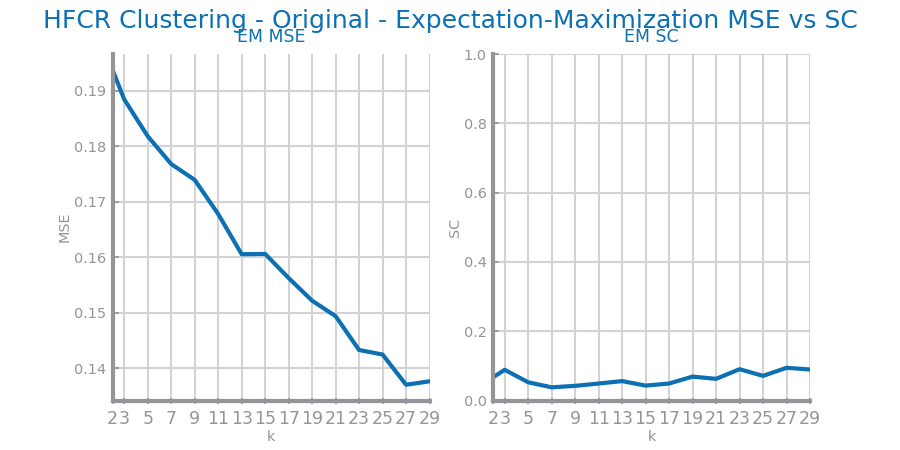 HFCR Clustering - Original - Expectation-Maximization MSE vs SC
EM MSE
EM SC
0.19
0.18
0.17
0.16
0.15
0.14
MSE
2 3 5 7 9 11 13 15 17 19 21 23 25 27 29
k
1.0
0.8
0.6
0.4
0.2
0.0
SC
2 3 5 7 9 11 13 15 17 19 21 23 25 27 29
k